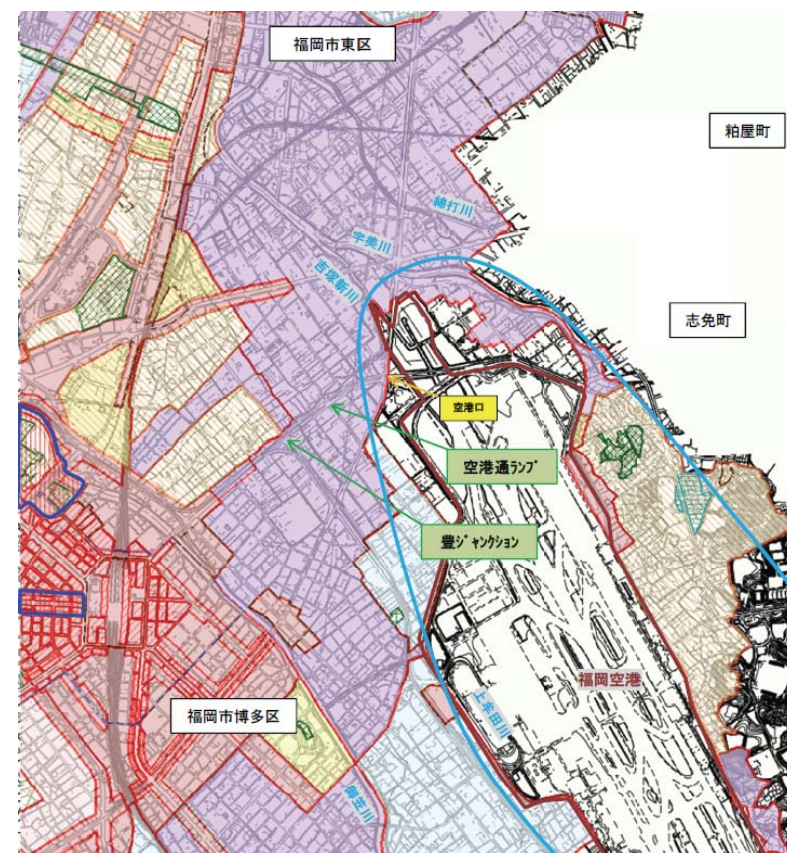 福岡市東区
粕屋町
綿打川
宇美川
吉塚新川
志免町
空港口
空港通ランプ
豊ジャンクション
福岡空港
上牟田川
福岡市博多区
御笠川